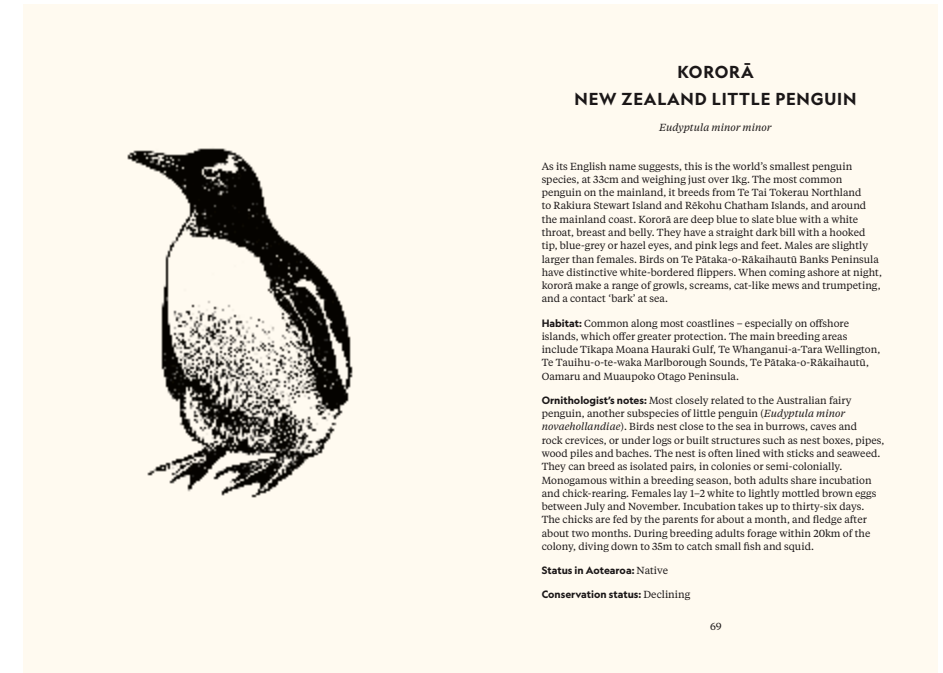 KORORĀ
NEW ZEALAND LITTLE PENGUIN
Eudyptula minor minor
As its English name suggests, this is the world's smallest penguin
species, at 33cm and weighing just over 1kg. The most common
penguin on the mainland, it breeds from Te Tai Tokerau Northland
to Rakiura Stewart Island and Rēkohu Chatham Islands, and around
the mainland coast. Kororā are deep blue to slate blue with a white
throat, breast and belly. They have a straight dark bill with a hooked
tip, blue-grey or hazel eyes, and pink legs and feet. Males are slightly
larger than females. Birds on Te Pātaka-o-Rākaihautū Banks Peninsula
have distinctive white-bordered flippers. When coming ashore at night,
kororā make a range of growls, screams, cat-like mews and trumpeting,
and a contact ‘bark’ at sea.
Habitat: Common along most coastlines – especially on offshore
islands, which offer greater protection. The main breeding areas
include Tīkapa Moana Hauraki Gulf, Te Whanganui-a-Tara Wellington,
Te Tauihu-o-te-waka Marlborough Sounds, Te Pātaka-o-Rākaihautū,
Oamaru and Muaupoko Otago Peninsula.
Ornithologist's notes: Most closely related to the Australian fairy
penguin, another subspecies of little penguin (Eudyptula minor
novaehollandiae). Birds nest close to the sea in burrows, caves and
rock crevices, or under logs or built structures such as nest boxes, pipes,
wood piles and baches. The nest is often lined with sticks and seaweed.
They can breed as isolated pairs, in colonies or semi-colonially.
Monogamous within a breeding season, both adults share incubation
and chick-rearing. Females lay 1–2 white to lightly mottled brown eggs
between July and November. Incubation takes up to thirty-six days.
The chicks are fed by the parents for about a month, and fledge after
about two months. During breeding adults forage within 20km of the
colony, diving down to 35m to catch small fish and squid.
Status in Aotearoa: Native
Conservation status: Declining
69